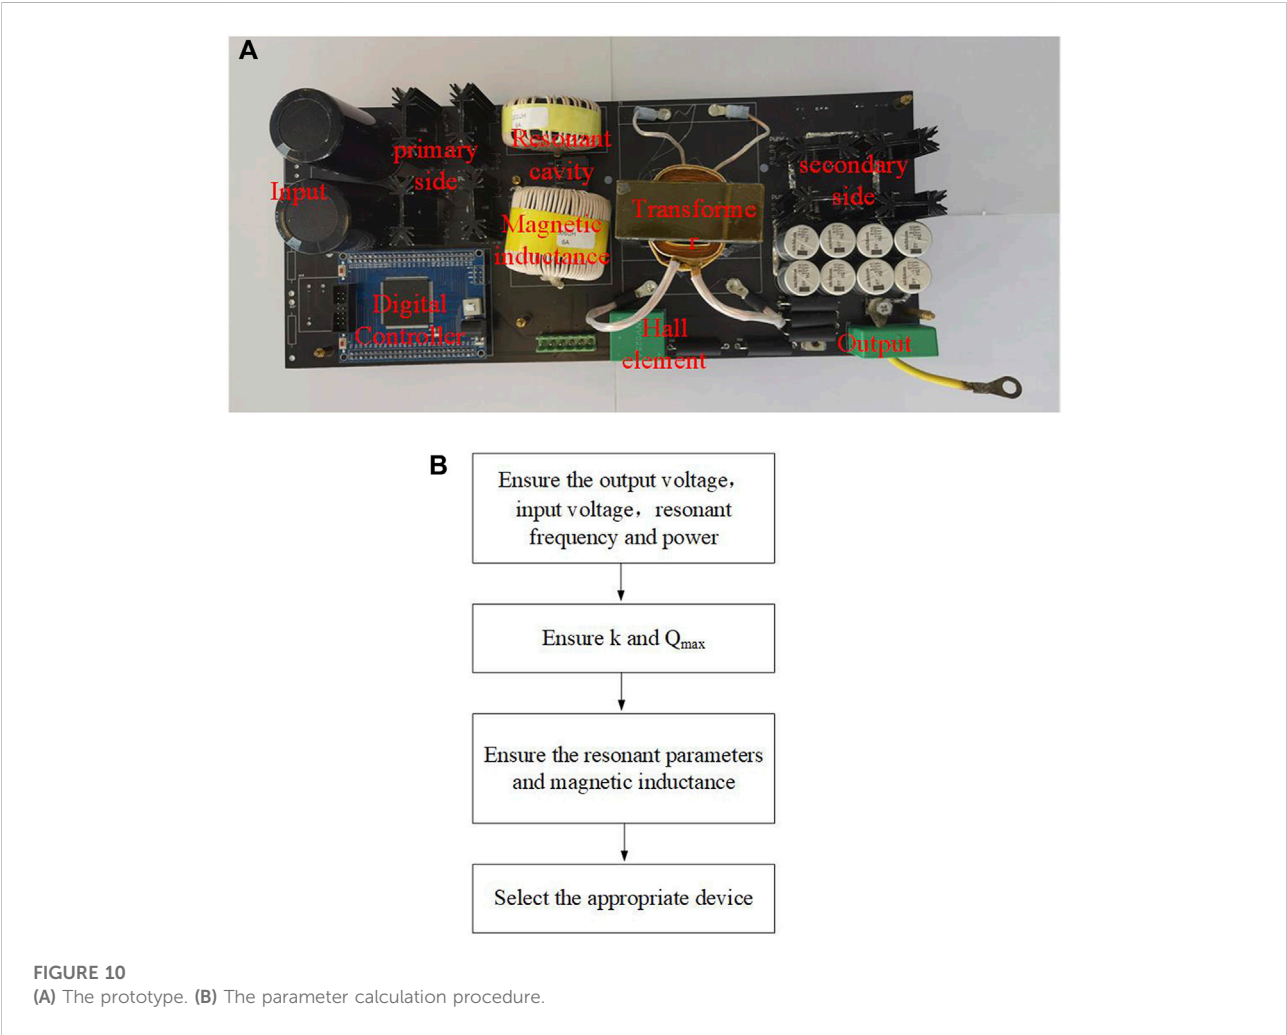 A
Input
primary
side
Resonant
cavity
Magnetic
inductance
Transforme
r
secondary
side
Digital
Controller
Hall
element
Output
B
Ensure the output voltage，
input voltage，resonant
frequency and power
Ensure k and Qmax
Ensure the resonant parameters
and magnetic inductance
Select the appropriate device
FIGURE 10
(A) The prototype. (B) The parameter calculation procedure.